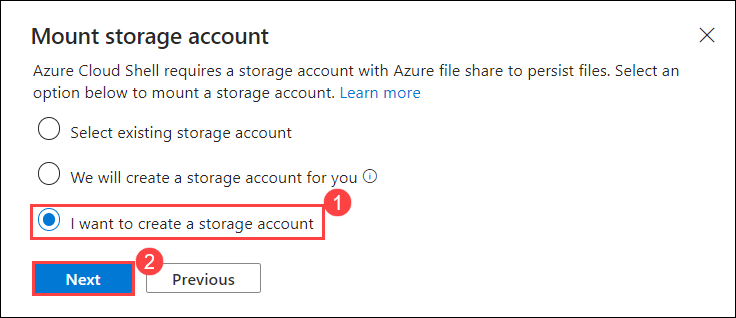 Mount storage account
Azure Cloud Shell requires a storage account with Azure file share to persist files. Select an
option below to mount a storage account. Learn more
Select existing storage account
We will create a storage account for you
1
I want to create a storage account
2
Next
Previous